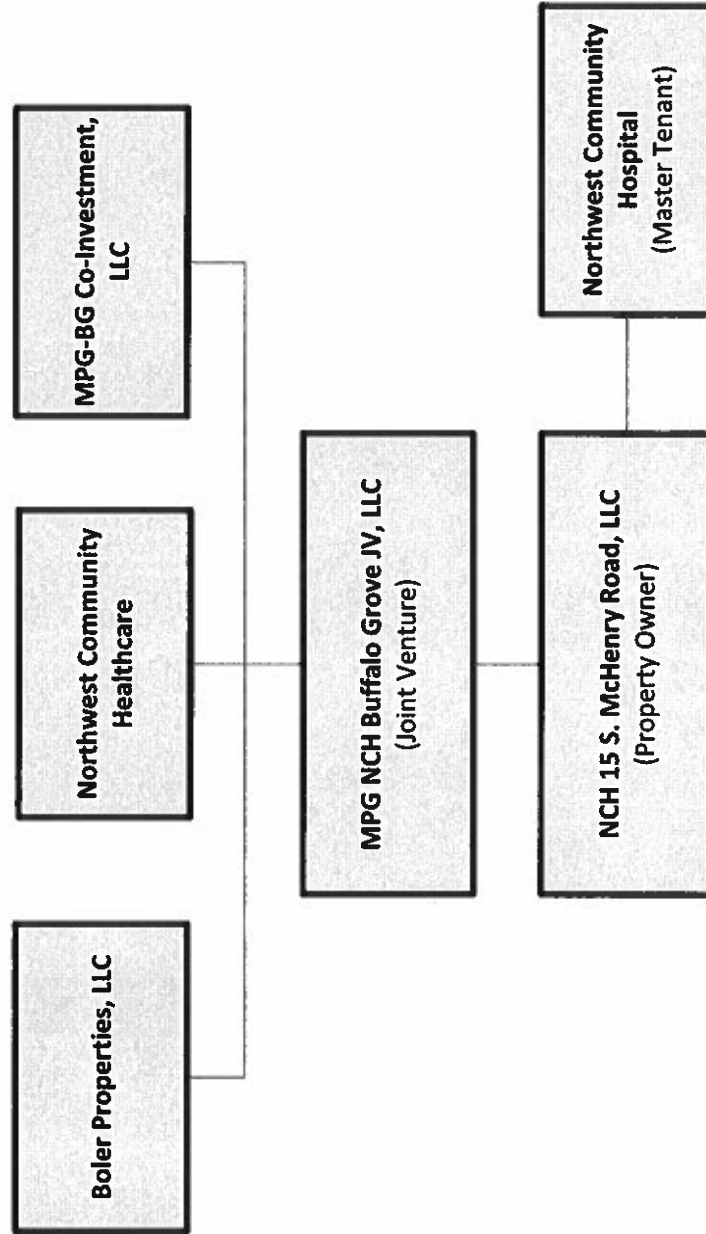 Boler Properties, LLC
Northwest Community
Healthcare
MPG-BG Co-Investment,
LLC
MPG NCH Buffalo Grove JV, LLC
(Joint Venture)
NCH 15 S. McHenry Road, LLC
(Property Owner)
Northwest Community
Hospital
(Master Tenant)